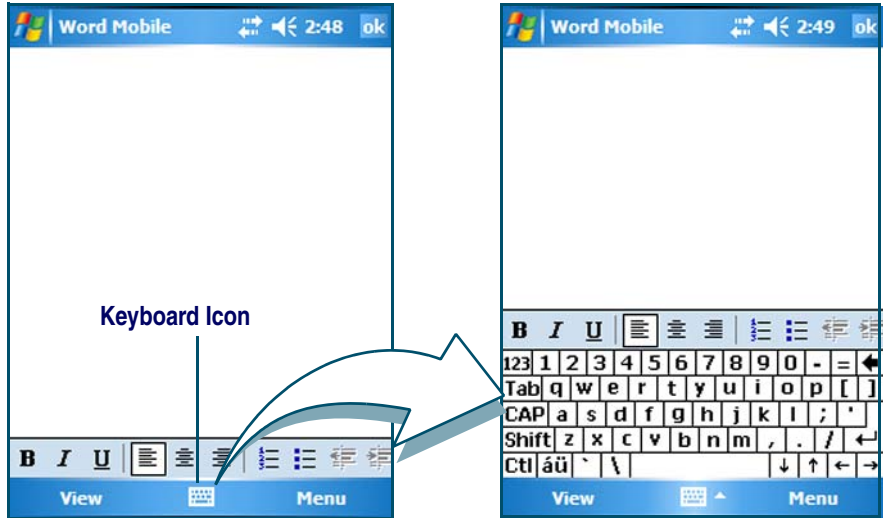 Word Mobile 2:48 ok
Keyboard Icon
B I U
View Menu
Word Mobile 2:49 ok
B I U
123 1 2 3 4 5 6 7 8 9 0 - = ←
Tab q w e r t y u i o p [ ]
CAP a s d f g h j k l ; '
Shift z x c v b n m , . / ↵
Ctl áü ` \ ↓ ↑ ← →
View Menu